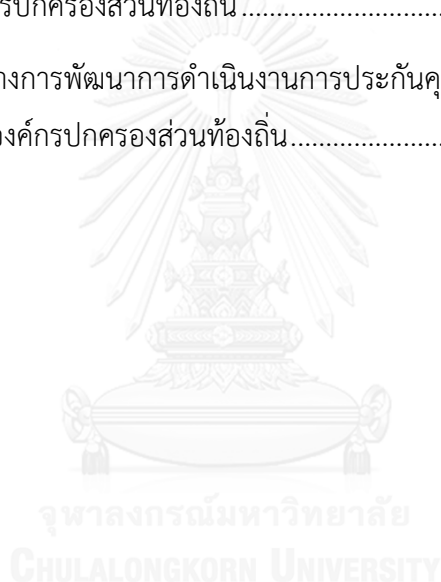 รปกครองส่วนท้องถิ่น......................
างการพัฒนาการดำเนินงานการประกันคุ
องค์กรปกครองส่วนท้องถิ่น.................
จุฬาลงกรณ์มหาวิทยาลัย
CHULALONGKORN UNIVERSITY